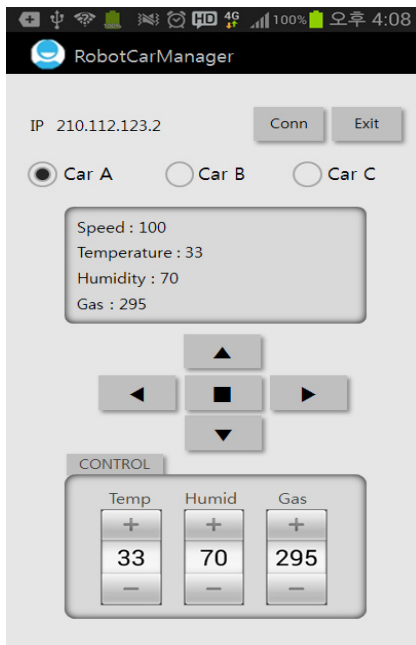 4G 100% 오후 4:08
RobotCarManager
IP 210.112.123.2 Conn Exit
Car A Car B Car C
Speed : 100
Temperature : 33
Humidity : 70
Gas : 295
CONTROL
Temp Humid Gas
+ + +
33 70 295
− − −